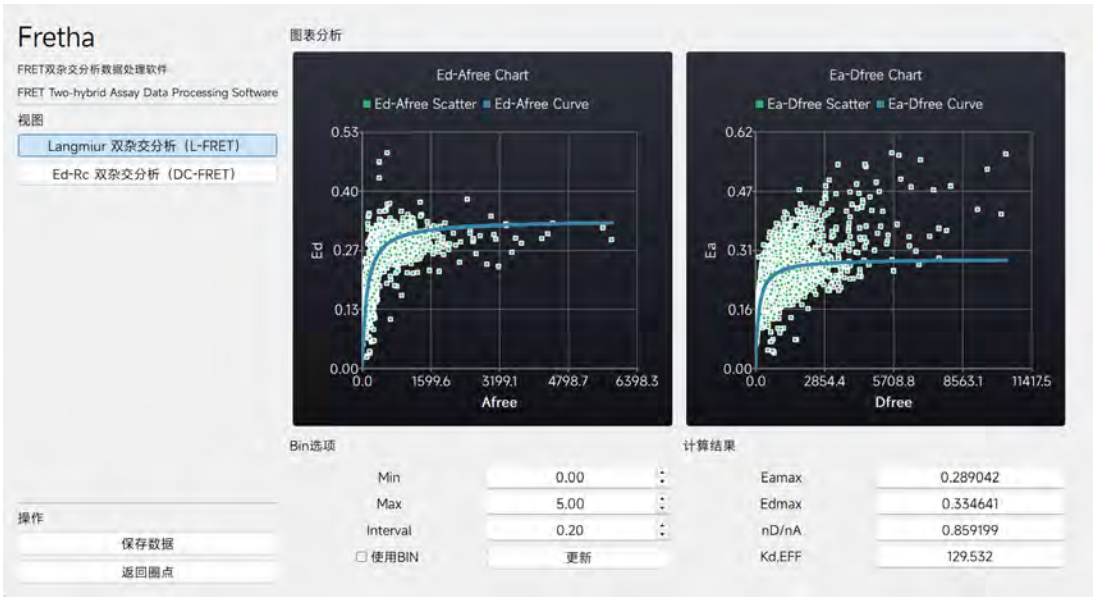 Fretha
FRET双杂交分析数据处理软件
FRET Two-hybrid Assay Data Processing Software
视图
Langmiur 双杂交分析（L-FRET）
Ed-Rc 双杂交分析（DC-FRET）
操作
保存数据
返回圈点
图表分析
Ed-Afree Chart
Ed-Afree Scatter Ed-Afree Curve
0.53
0.40
0.27
0.13
0.00
Ed
0.0 1599.6 3199.1 4798.7 6398.3
Afree
Ea-Dfree Chart
Ea-Dfree Scatter Ea-Dfree Curve
0.62
0.47
0.31
0.16
0.00
Ea
0.0 2854.4 5708.8 8563.1 11417.5
Dfree
Bin选项
Min 0.00
Max 5.00
Interval 0.20
使用BIN 更新
计算结果
Eamax 0.289042
Edmax 0.334641
nD/nA 0.859199
Kd.EFF 129.532